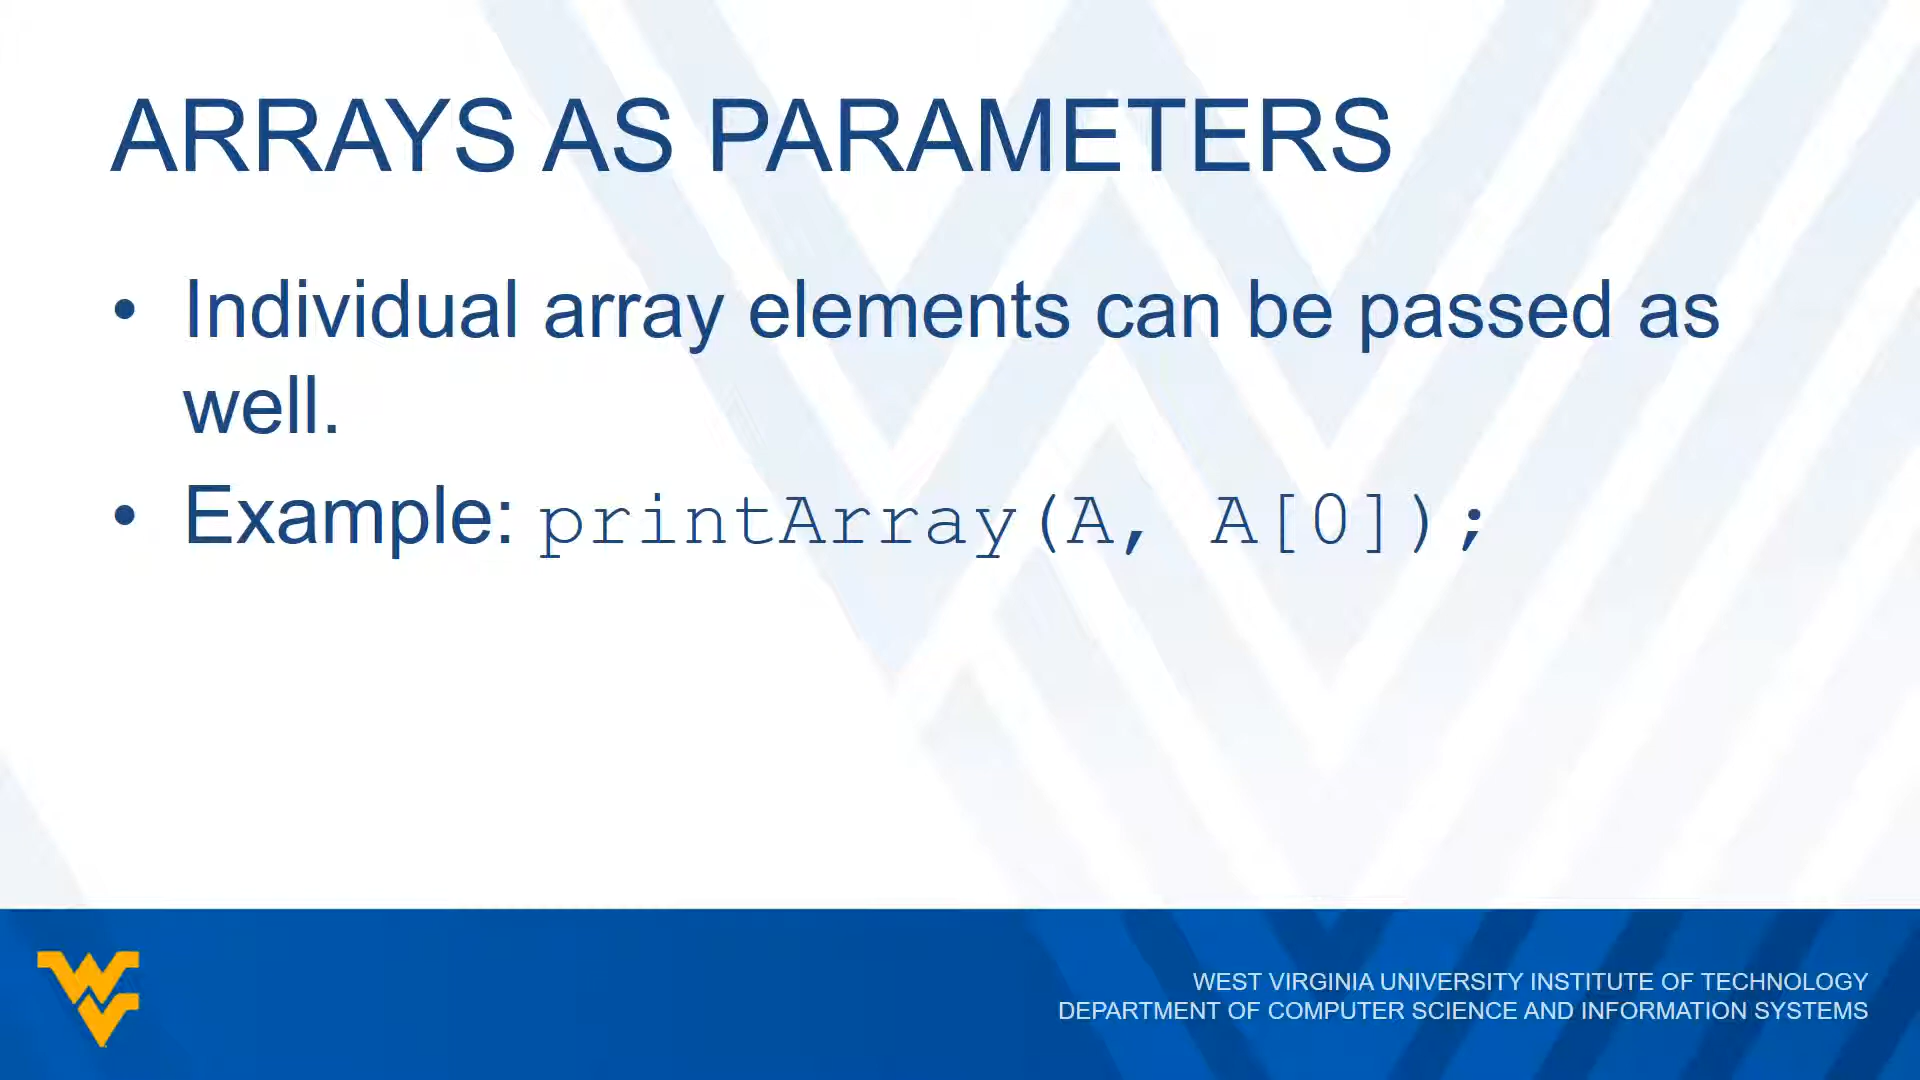 ARRAYS AS PARAMETERS
• Individual array elements can be passed as
well.
• Example: printArray(A, A[0]);
WEST VIRGINIA UNIVERSITY INSTITUTE OF TECHNOLOGY
DEPARTMENT OF COMPUTER SCIENCE AND INFORMATION SYSTEMS